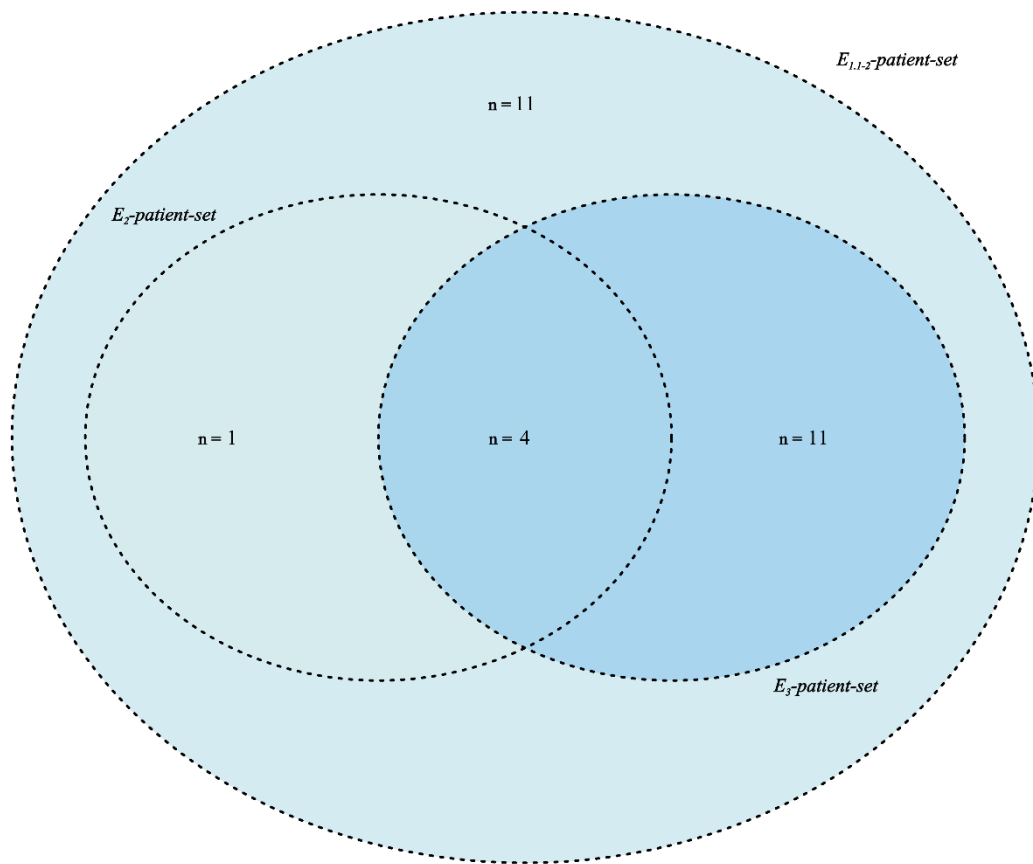 E1.1-2-patient-set
n = 11
E2-patient-set
n = 1
n = 4
n = 11
E3-patient-set